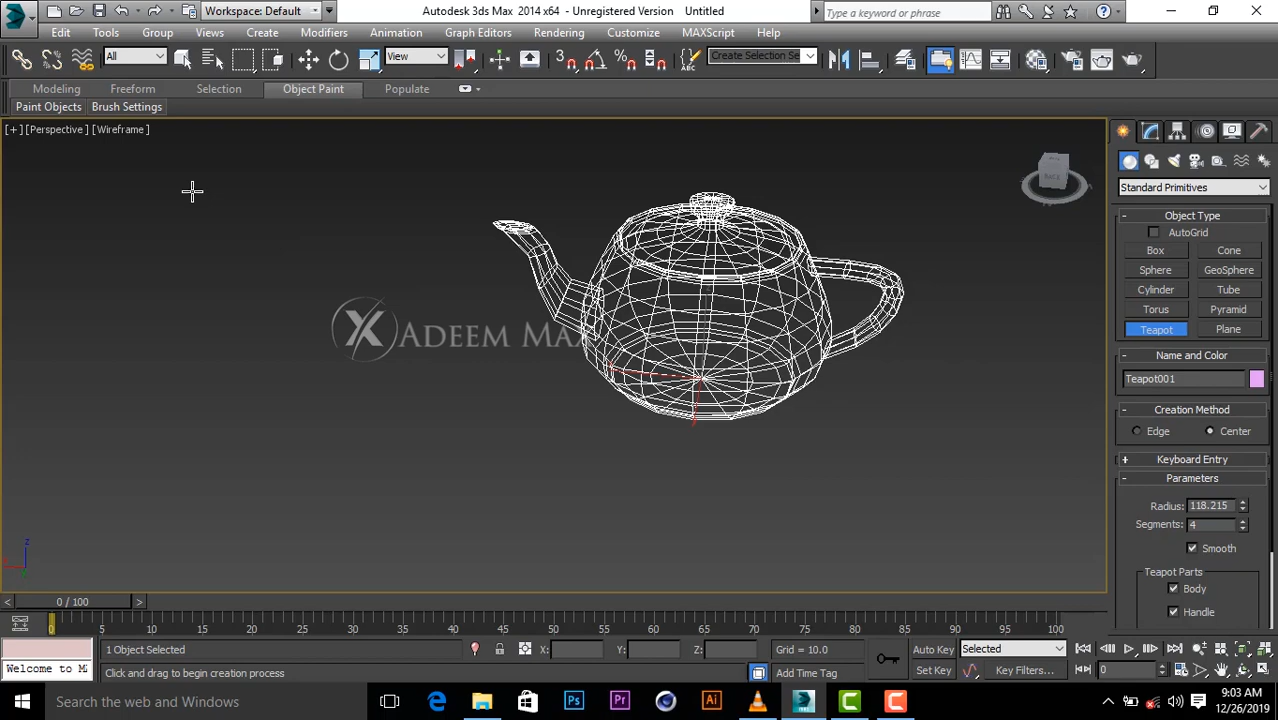 Workspace: Default
Autodesk 3ds Max 2014 x64 - Unregistered Version Untitled
Type a keyword or phrase
Edit Tools Group Views Create Modifiers Animation Graph Editors Rendering Customize MAXScript Help
All View Create Selection Se
Modeling Freeform Selection Object Paint Populate
Paint Objects Brush Settings
[+] [Perspective] [Wireframe]
ADEEM MAX
Standard Primitives
Object Type
AutoGrid
Box Cone
Sphere GeoSphere
Cylinder Tube
Torus Pyramid
Teapot Plane
Name and Color
Teapot001
Creation Method
Edge Center
Keyboard Entry
Parameters
Radius: 118.215
Segments: 4
Smooth
Teapot Parts
Body
Handle
z
< 0 / 100 >
0 5 10 15 20 25 30 35 40 45 50 55 60 65 70 75 80 85 90 95 100
1 Object Selected X: Y: Z: Grid = 10.0 Auto Key Selected
Welcome to M Click and drag to begin creation process Add Time Tag Set Key Key Filters... 0
Search the web and Windows
9:03 AM
12/26/2019